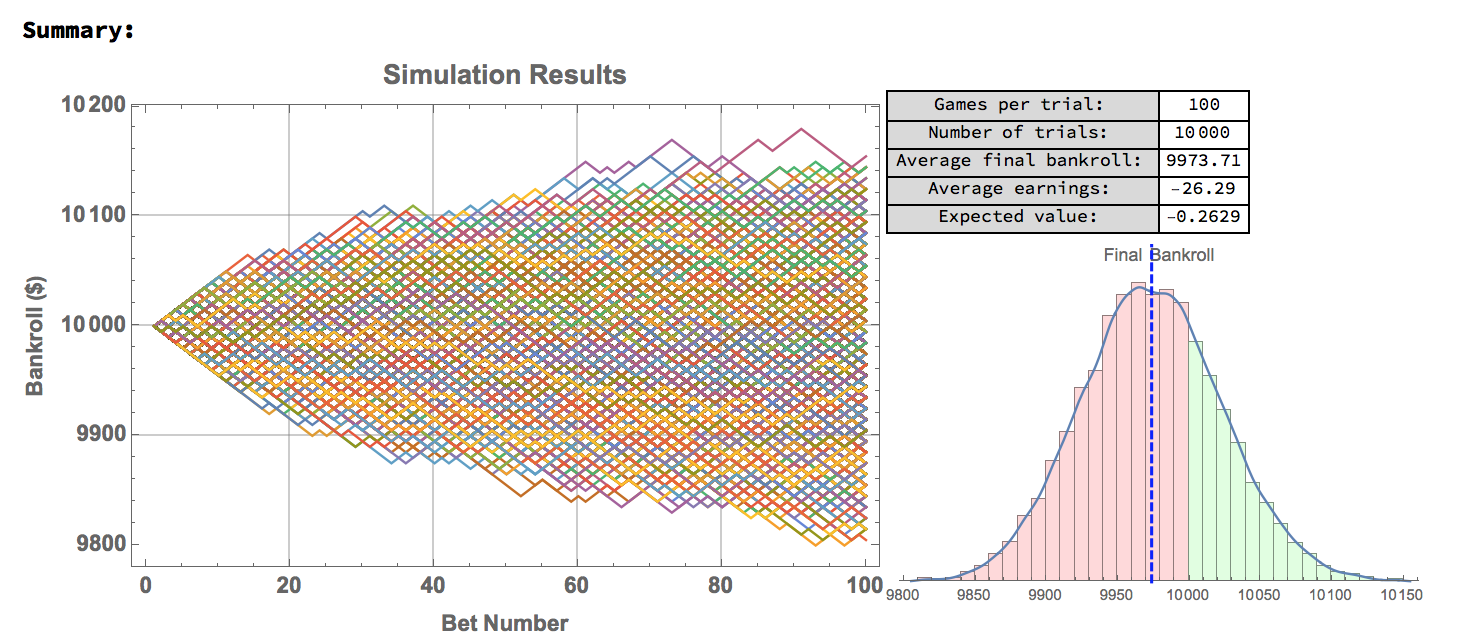 Summary:
Simulation Results
10 200
10 100
10 000
9900
9800
Bankroll ($)
0 20 40 60 80 100
Bet Number
Games per trial: 100
Number of trials: 10 000
Average final bankroll: 9973.71
Average earnings: -26.29
Expected value: -0.2629
Final Bankroll
9800 9850 9900 9950 10000 10050 10100 10150